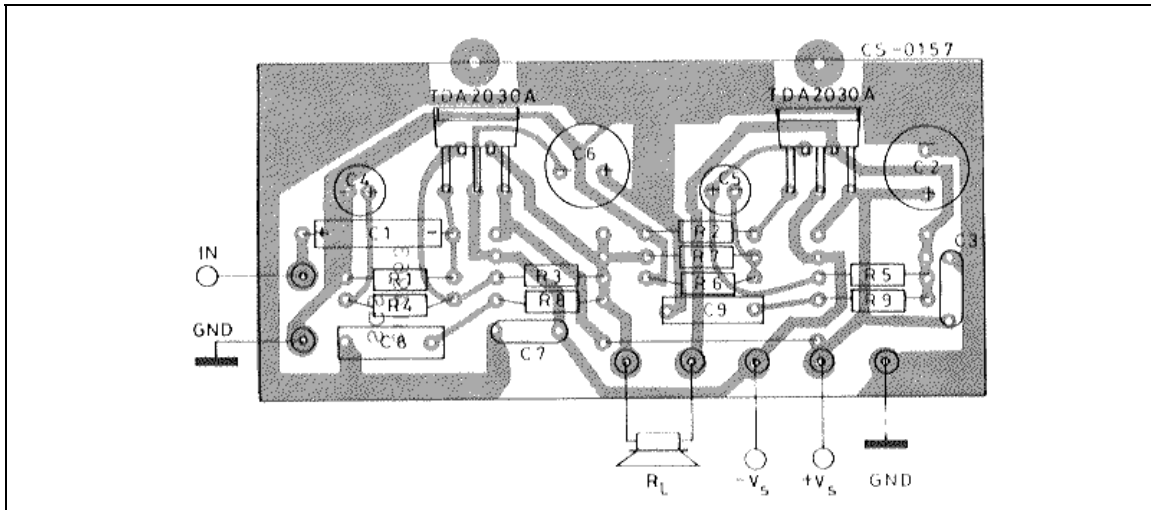 CS-0157
TDA2030A
TDA2030A
C6
C5
C2
C4
C1
R2
C3
IN
R1
R3
R7
R5
R4
R8
R6
R9
GND
C8
C7
C9
RL
-Vs
+Vs
GND